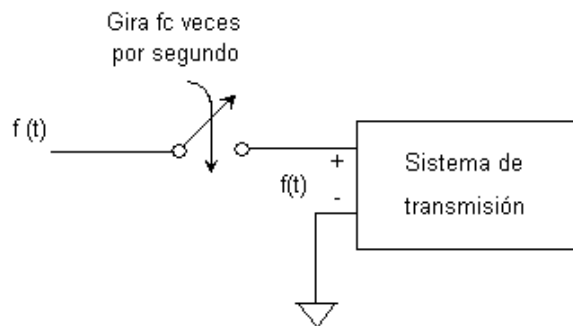 Gira fc veces
por segundo
f (t)
+
f(t)
-
Sistema de
transmisión